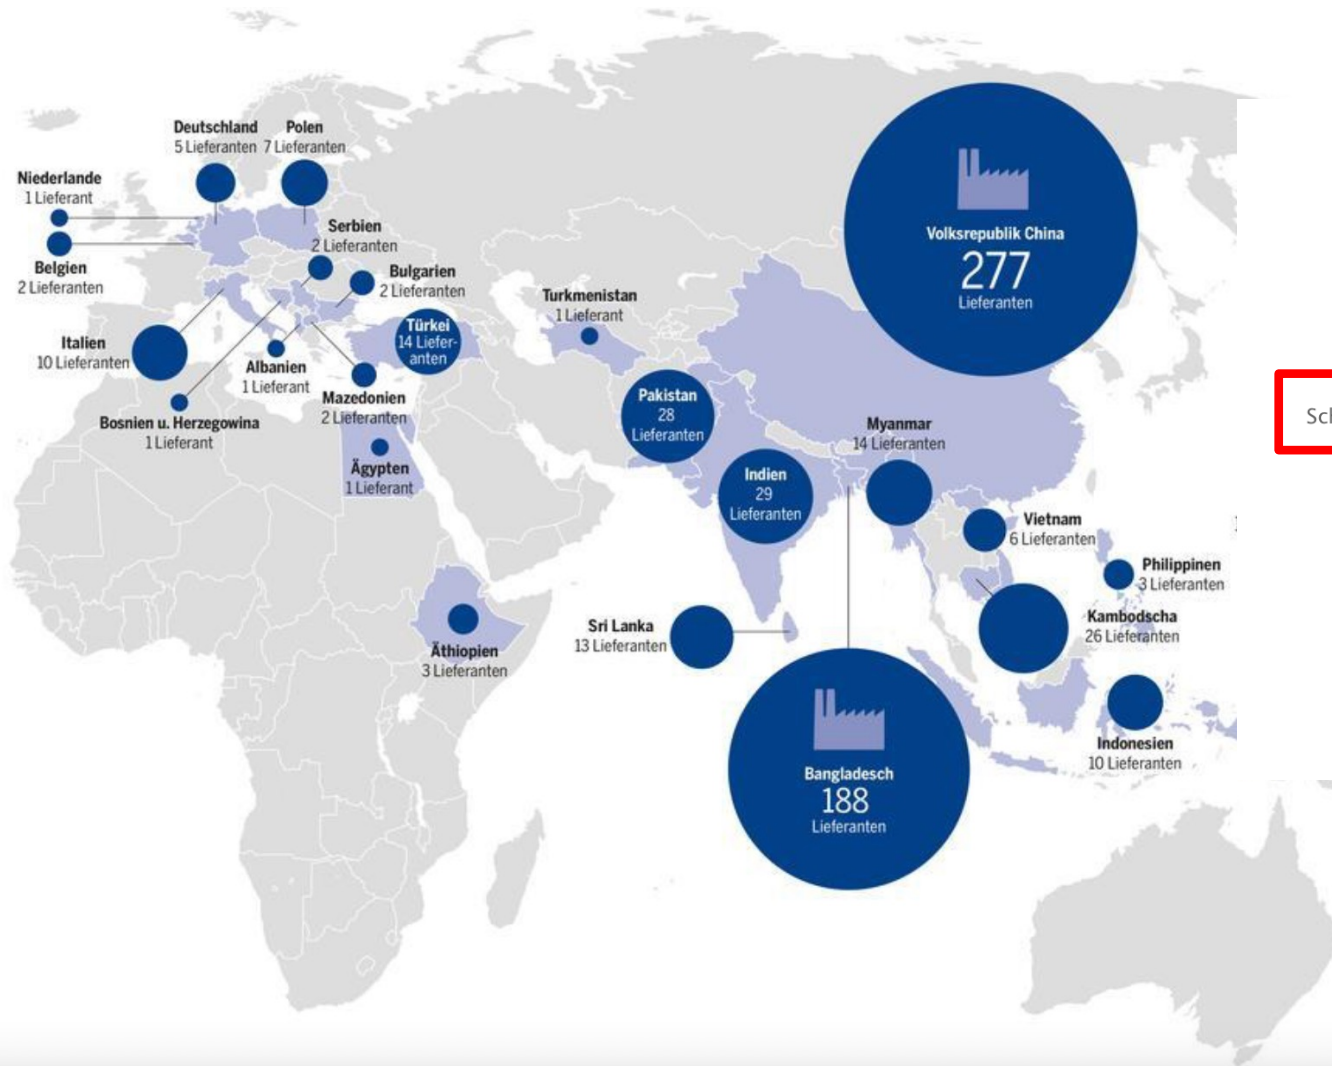 Deutschland
5 Lieferanten
Polen
7 Lieferanten
Niederlande
1 Lieferant
Belgien
2 Lieferanten
Serbien
2 Lieferanten
Bulgarien
2 Lieferanten
Italien
10 Lieferanten
Türkei
14 Liefer-
anten
Albanien
1 Lieferant
Mazedonien
2 Lieferanten
Bosnien u. Herzegowina
1 Lieferant
Ägypten
1 Lieferant
Äthiopien
3 Lieferanten
Turkmenistan
1 Lieferant
Volksrepublik China
277
Lieferanten
Pakistan
28
Lieferanten
Indien
29
Lieferanten
Myanmar
14 Lieferanten
Vietnam
6 Lieferanten
Philippinen
3 Lieferanten
Kambodscha
26 Lieferanten
Sri Lanka
13 Lieferanten
Bangladesch
188
Lieferanten
Indonesien
10 Lieferanten